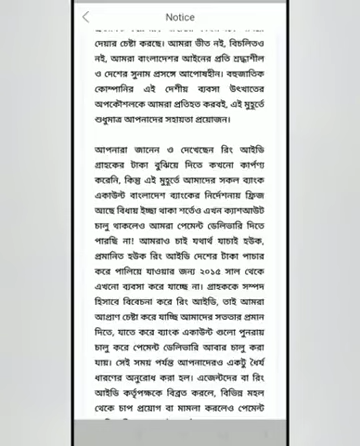 Notice
দেয়ার চেষ্টা করছে। আমরা ভীত নই, বিচলিতও
নই, আমরা বাংলাদেশর আইনের প্রতি শ্রদ্ধাশীল
ও দেশের সুনাম প্রসঙ্গে আপোষহীন। বহুজাতিক
কোম্পানির এই দেশীয় ব্যবসা উৎখাতের
অপকৌশলকে আমরা প্রতিহত করবই, এই মুহূর্তে
শুধুমাত্র আপনাদের সহায়তা প্রয়োজন।
আপনারা জানেন ও দেখেছেন রিং আইডি
গ্রাহকের টাকা বুঝিয়ে দিতে কখনো কার্পণ্য
করেনি, কিন্তু এই মুহূর্তে আমাদের সকল ব্যাংক
একাউন্ট বাংলাদেশ ব্যাংকের নির্দেশনায় ফ্রিজ
আছে বিধায় ইচ্ছা থাকা শর্তেও এখন ক্যাশআউট
চালু থাকলেও আমরা পেমেন্ট ডেলিভারি দিতে
পারছি না! আমরাও চাই যথার্থ যাচাই হউক,
প্রমানিত হউক রিং আইডি দেশের টাকা পাচার
করে পালিয়ে যাওয়ার জন্য ২০১৫ সাল থেকে
এখনো ব্যবসা করে যাচ্ছে না। গ্রাহককে সম্পদ
হিসাবে বিবেচনা করে রিং আইডি, তাই আমরা
আপ্রাণ চেষ্টা করে যাচ্ছি আমাদের সততার প্রমান
দিতে, যাতে করে ব্যাংক একাউন্ট গুলো পুনরায়
চালু করে পেমেন্ট ডেলিভারি আবার চালু করা
যায়। সেই সময় পর্যন্ত আপনাদেরও একটু ধৈর্য
ধারণের অনুরোধ করা হল। এজেন্টদের বা রিং
আইডি কর্তৃপক্ষকে বিব্রত করলে, বিভিন্ন মহল
থেকে চাপ প্রয়োগ বা মামলা করলেও পেমেন্ট